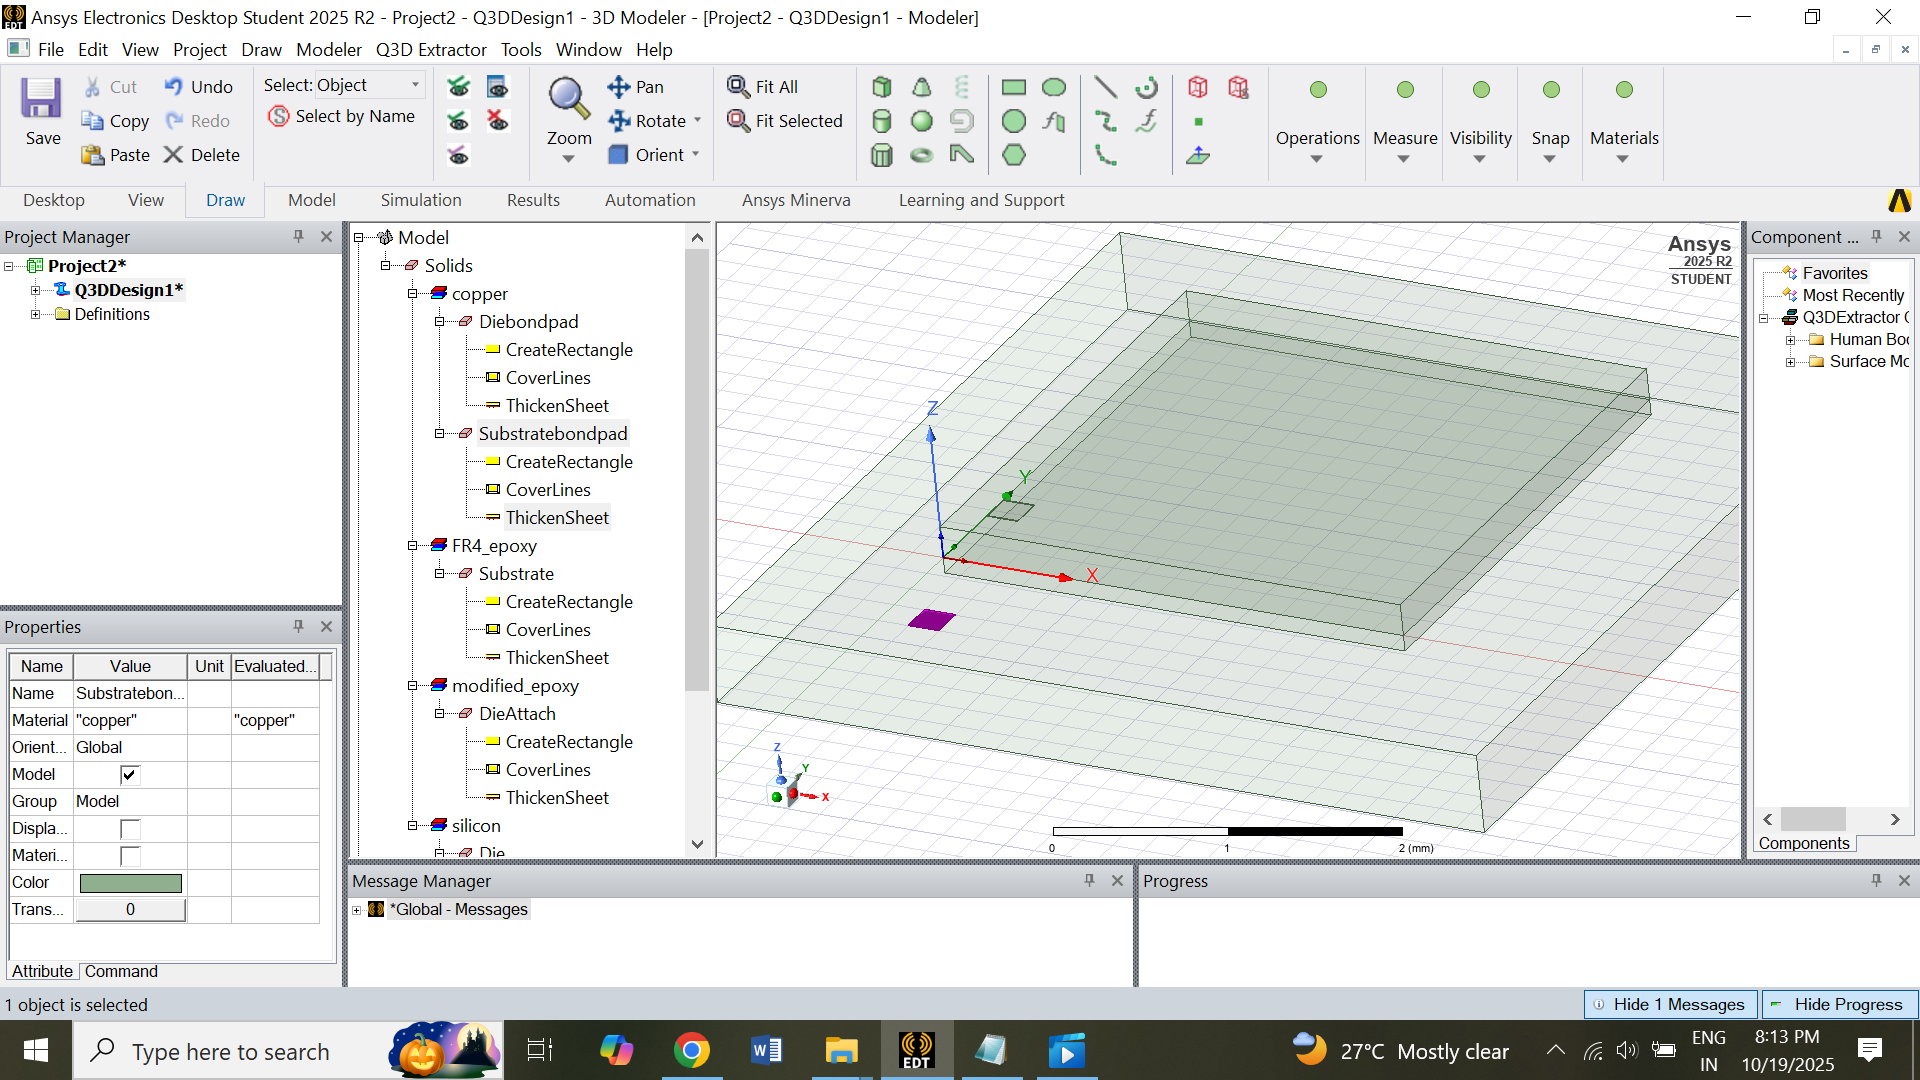 Ansys Electronics Desktop Student 2025 R2 - Project2 - Q3DDesign1 - 3D Modeler - [Project2 - Q3DDesign1 - Modeler]
File Edit View Project Draw Modeler Q3D Extractor Tools Window Help
Save
Cut
Copy
Paste
Undo
Redo
Delete
Select: Object
Select by Name
Zoom
Pan
Rotate
Orient
Fit All
Fit Selected
Operations
Measure
Visibility
Snap
Materials
Desktop View Draw Model Simulation Results Automation Ansys Minerva Learning and Support
Project Manager
Project2*
Q3DDesign1*
Definitions
Properties
Name Value Unit Evaluated...
Name Substratebon...
Material "copper" "copper"
Orient... Global
Model
Group Model
Displa...
Materi...
Color
Trans... 0
Attribute Command
Model
Solids
copper
Diebondpad
CreateRectangle
CoverLines
ThickenSheet
Substratebondpad
CreateRectangle
CoverLines
ThickenSheet
FR4_epoxy
Substrate
CreateRectangle
CoverLines
ThickenSheet
modified_epoxy
DieAttach
CreateRectangle
CoverLines
ThickenSheet
silicon
Die
Ansys
2025 R2
STUDENT
Z
Y
X
Z
Y
X
0 1 2 (mm)
Component ...
Favorites
Most Recently
Q3DExtractor
Human Boo
Surface Mo
Components
Message Manager
*Global - Messages
Progress
1 object is selected
Hide 1 Messages
Hide Progress
Type here to search
EDT
27°C Mostly clear
ENG
IN
8:13 PM
10/19/2025